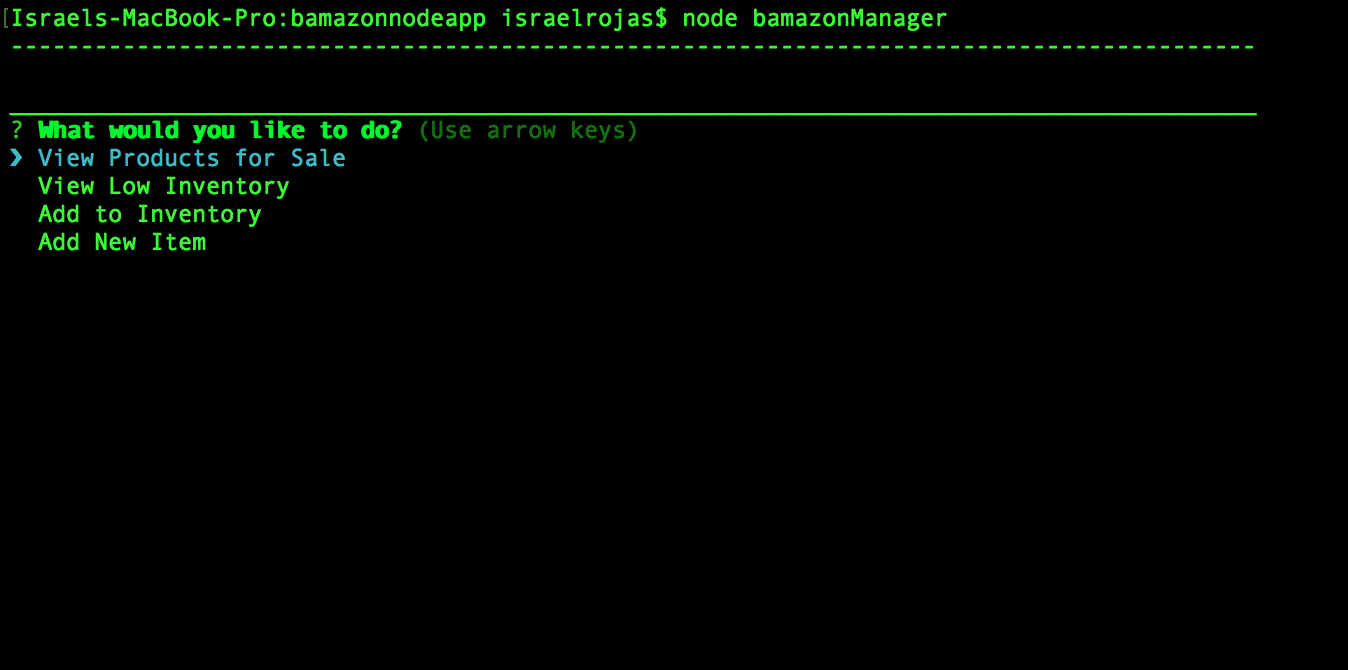 [Israels-MacBook-Pro:bamazonnodeapp israelrojas$ node bamazonManager
-----------------------------------------------------------------------------------------
? What would you like to do? (Use arrow keys)
❯ View Products for Sale
View Low Inventory
Add to Inventory
Add New Item